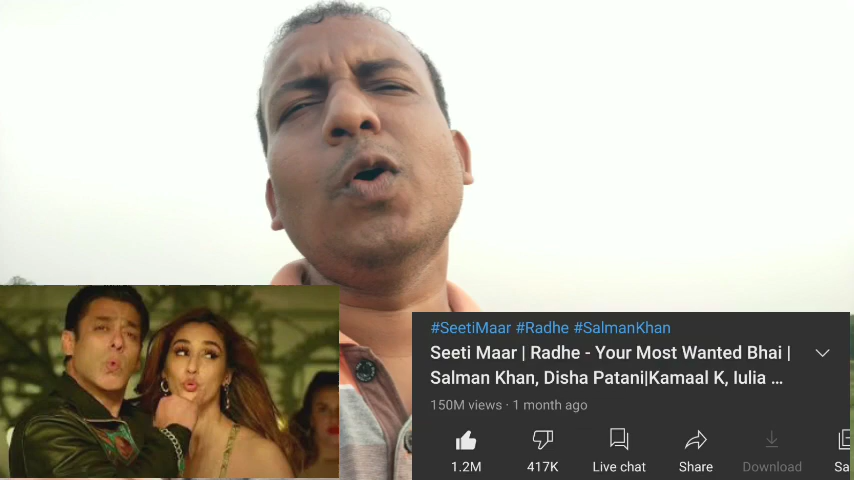 #SeetiMaar #Radhe #SalmanKhan
Seeti Maar | Radhe - Your Most Wanted Bhai |
Salman Khan, Disha Patani|Kamaal K, Iulia ...
150M views · 1 month ago
1.2M 417K Live chat Share Download Sa